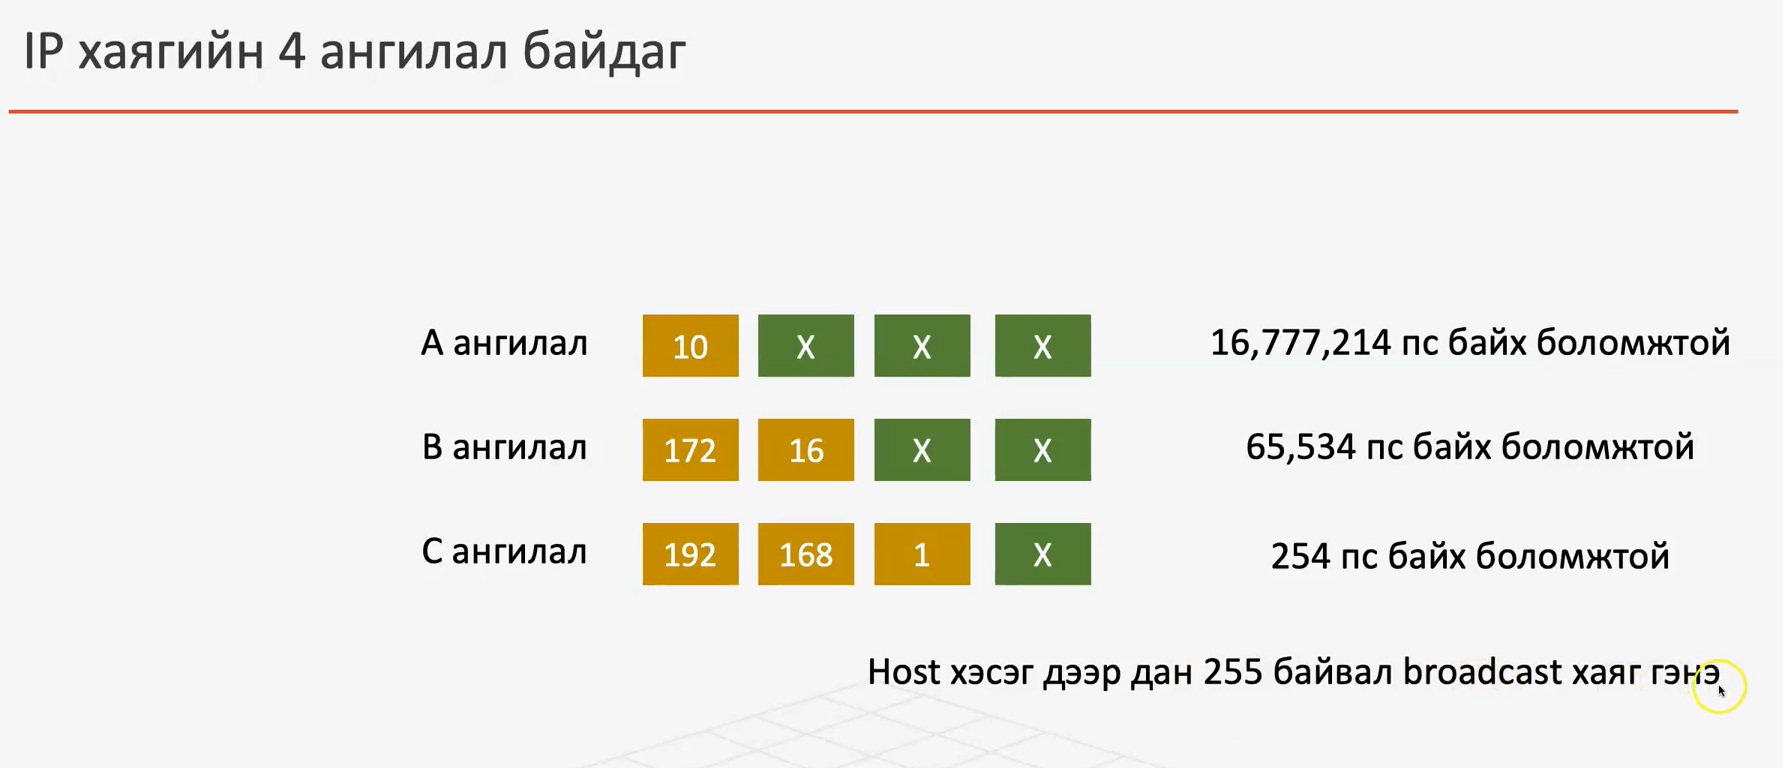 IP хаягийн 4 ангилал байдаг
А ангилал 10 X X X 16,777,214 пс байх боломжтой
B ангилал 172 16 X X 65,534 пс байх боломжтой
C ангилал 192 168 1 X 254 пс байх боломжтой
Host хэсэг дээр дан 255 байвал broadcast хаяг гэнэ